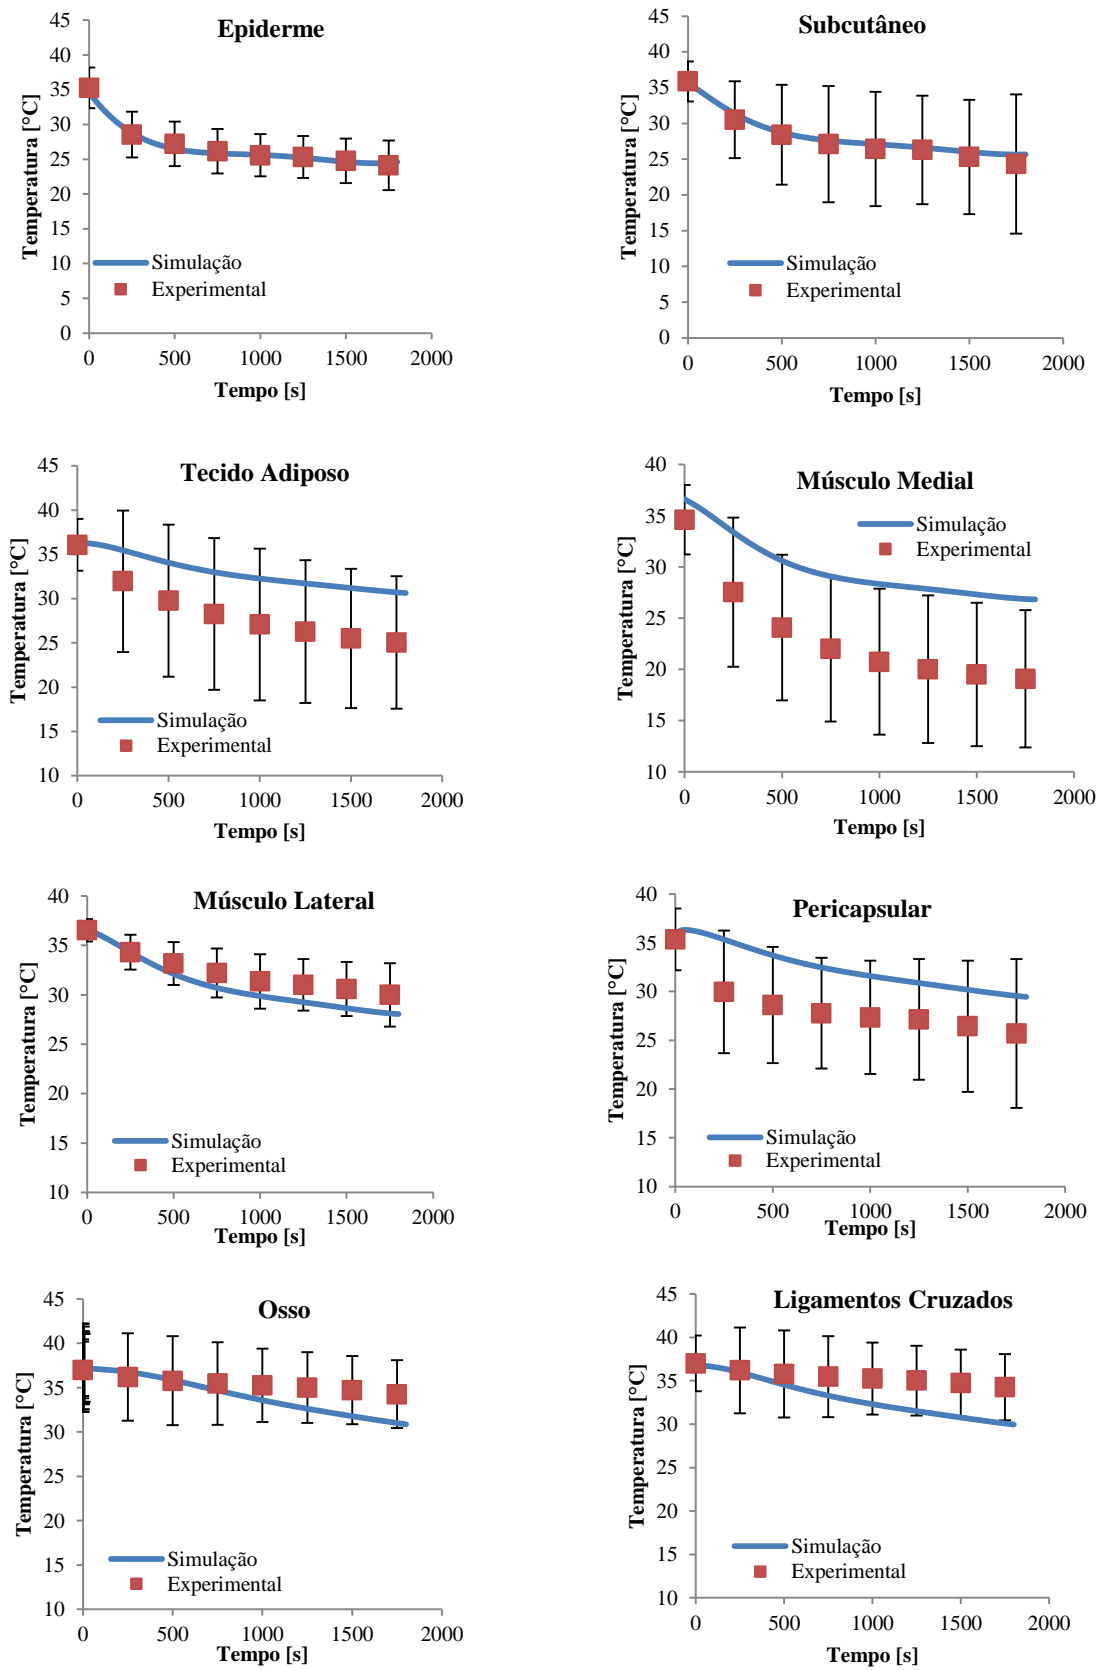 Epiderme
Temperatura [°C]
45
40
35
30
25
20
15
10
5
0
Simulação
Experimental
0 500 1000 1500 2000
Tempo [s]
Subcutâneo
Temperatura [°C]
45
40
35
30
25
20
15
10
5
0
Simulação
Experimental
0 500 1000 1500 2000
Tempo [s]
Tecido Adiposo
Temperatura [°C]
45
40
35
30
25
20
15
10
Simulação
Experimental
0 500 1000 1500 2000
Tempo [s]
Músculo Medial
Temperatura [°C]
40
35
30
25
20
15
10
Simulação
Experimental
0 500 1000 1500 2000
Tempo [s]
Músculo Lateral
Temperatura [°C]
40
35
30
25
20
15
10
Simulação
Experimental
0 500 1000 1500 2000
Tempo [s]
Pericapsular
Temperatura [°C]
40
35
30
25
20
15
10
Simulação
Experimental
0 500 1000 1500 2000
Tempo [s]
Osso
Temperatura [°C]
45
40
35
30
25
20
15
10
Simulação
Experimental
0 500 1000 1500 2000
Tempo [s]
Ligamentos Cruzados
Temperatura [°C]
45
40
35
30
25
20
15
10
Simulação
Experimental
0 500 1000 1500 2000
Tempo [s]